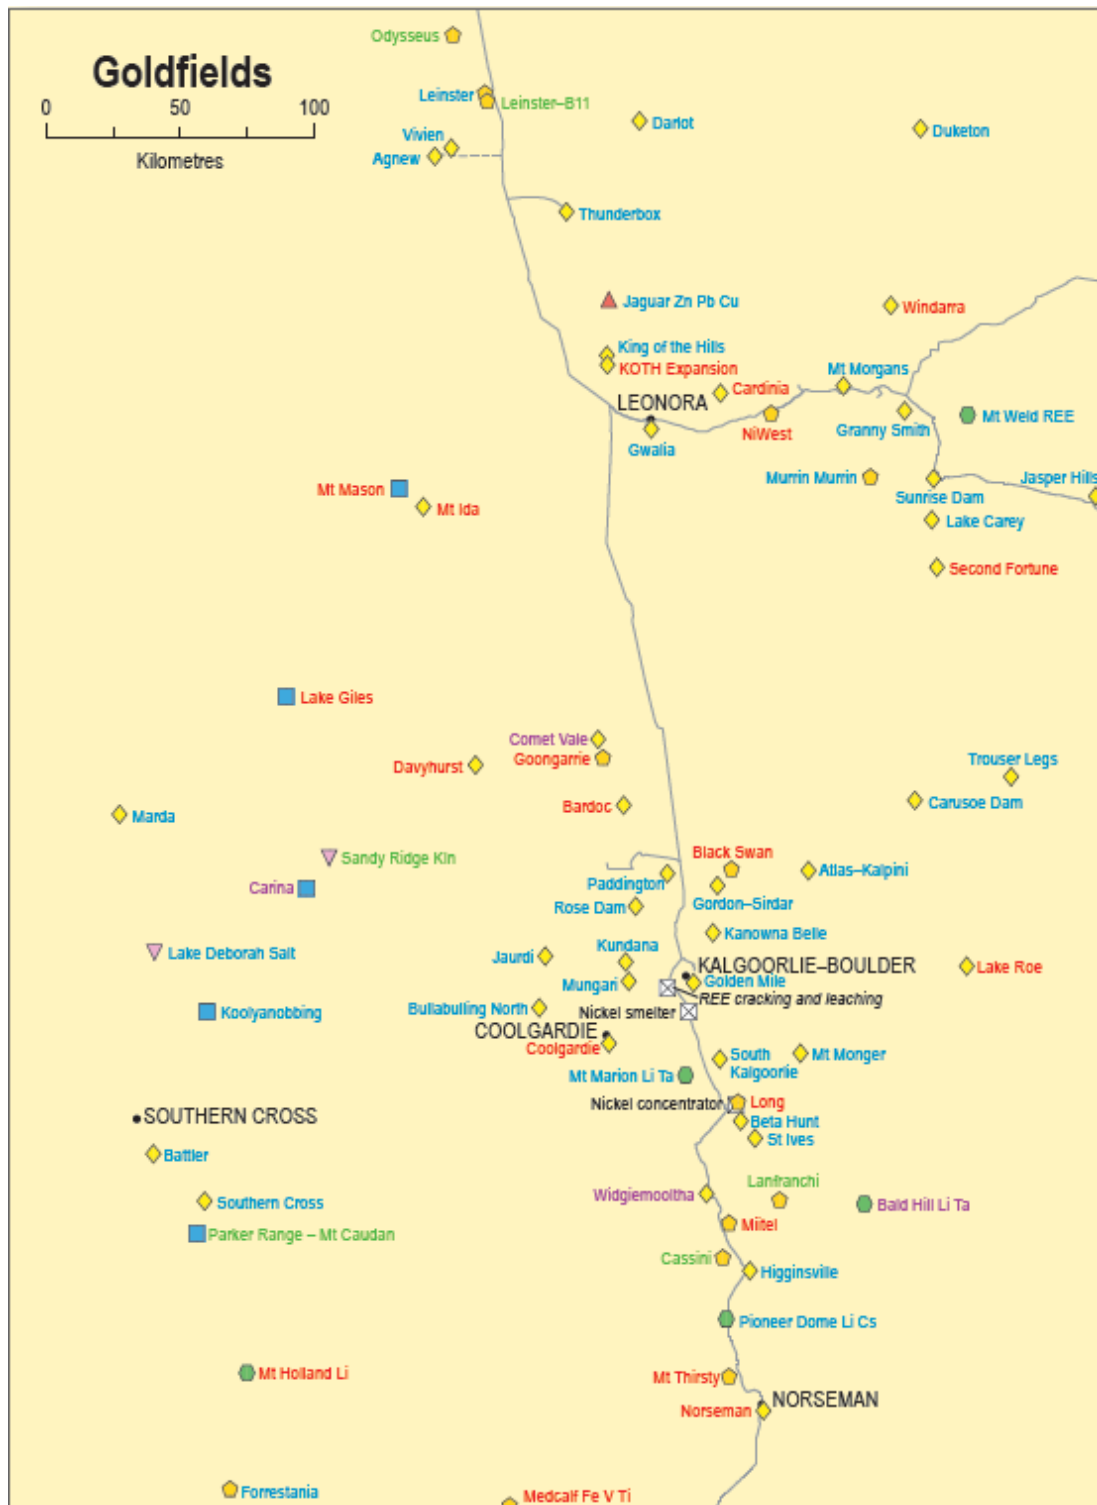 Odysseus
Goldfields
0 50 100
Kilometres
Leinster
Leinster–B11
Darlot
Duketon
Vivien
Agnew
Thunderbox
Jaguar Zn Pb Cu
Windarra
King of the Hills
KOTH Expansion
Mt Morgans
Cardinia
LEONORA
Mt Weld REE
NiWest
Granny Smith
Gwalia
Murrin Murrin
Jasper Hills
Mt Mason
Sunrise Dam
Mt Ida
Lake Carey
Second Fortune
Lake Giles
Comet Vale
Goongarrie
Trouser Legs
Davyhurst
Carusoe Dam
Bardoc
Marda
Black Swan
Sandy Ridge Kln
Atlas–Kalpini
Paddington
Carina
Gordon–Sirdar
Rose Dam
Kanowna Belle
Kundana
Lake Deborah Salt
Jaurdi
KALGOORLIE–BOULDER
Lake Roe
Golden Mile
Mungari
REE cracking and leaching
Bullabulling North
Koolyanobbing
Nickel smelter
COOLGARDIE
Coolgardie
South
Kalgoorlie
Mt Monger
Mt Marion Li Ta
Nickel concentrator
Long
SOUTHERN CROSS
Beta Hunt
St Ives
Battler
Lanfranchi
Widgiemooltha
Southern Cross
Bald Hill Li Ta
Miitel
Parker Range – Mt Caudan
Cassini
Higginsville
Pioneer Dome Li Cs
Mt Holland Li
Mt Thirsty
NORSEMAN
Norseman
Forrestania
Medcalf Fe V Ti